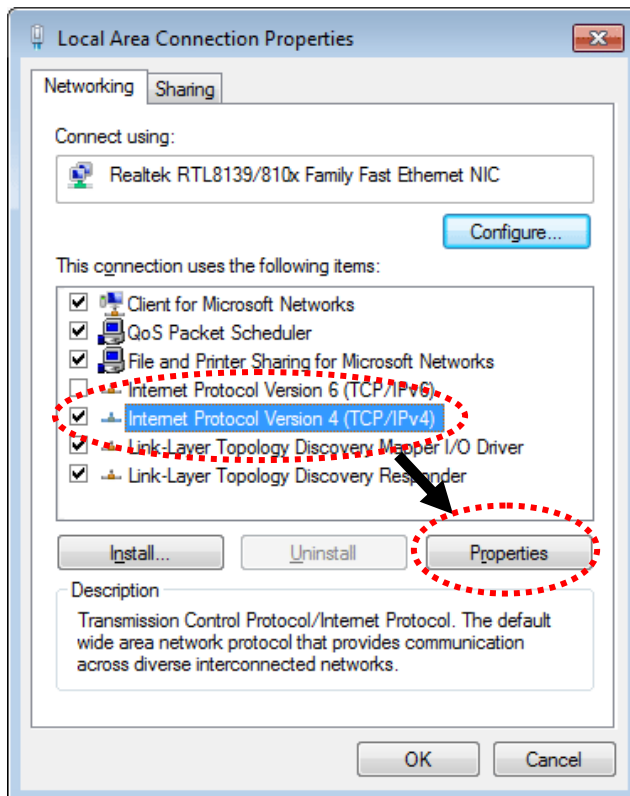 Local Area Connection Properties
Networking
Sharing
Connect using:
Realtek RTL8139/810x Family Fast Ethernet NIC
Configure...
This connection uses the following items:
Client for Microsoft Networks
QoS Packet Scheduler
File and Printer Sharing for Microsoft Networks
Internet Protocol Version 6 (TCP/IPv6)
Internet Protocol Version 4 (TCP/IPv4)
Link-Layer Topology Discovery Mapper I/O Driver
Link-Layer Topology Discovery Responder
Install...
Uninstall
Properties
Description
Transmission Control Protocol/Internet Protocol. The default
wide area network protocol that provides communication
across diverse interconnected networks.
OK
Cancel